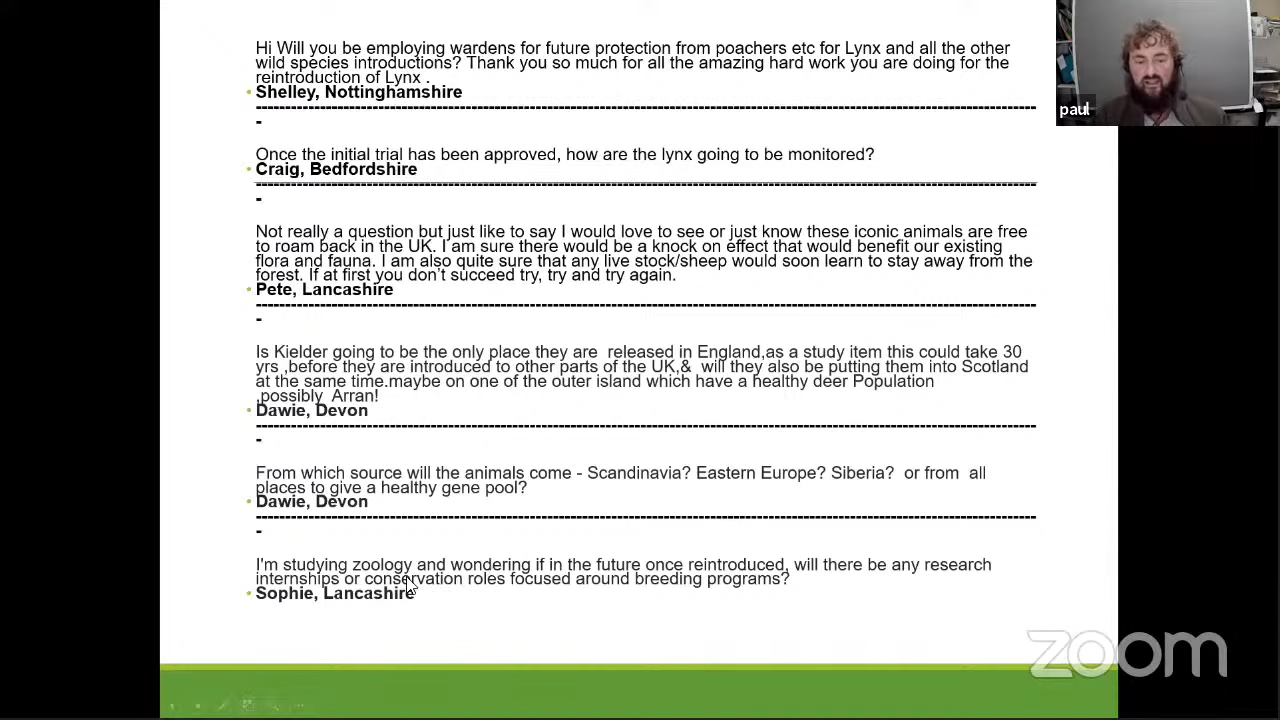 Hi Will you be employing wardens for future protection from poachers etc for Lynx and all the other
wild species introductions? Thank you so much for all the amazing hard work you are doing for the
reintroduction of Lynx .
• Shelley, Nottinghamshire
------------------------------------------------------------------------------------------------------------------------------------
-
Once the initial trial has been approved, how are the lynx going to be monitored?
• Craig, Bedfordshire
------------------------------------------------------------------------------------------------------------------------------------
-
Not really a question but just like to say I would love to see or just know these iconic animals are free
to roam back in the UK. I am sure there would be a knock on effect that would benefit our existing
flora and fauna. I am also quite sure that any live stock/sheep would soon learn to stay away from the
forest. If at first you don’t succeed try, try and try again.
• Pete, Lancashire
------------------------------------------------------------------------------------------------------------------------------------
-
Is Kielder going to be the only place they are  released in England,as a study item this could take 30
yrs ,before they are introduced to other parts of the UK,&  will they also be putting them into Scotland
at the same time.maybe on one of the outer island which have a healthy deer Population
,possibly  Arran!
• Dawie, Devon
------------------------------------------------------------------------------------------------------------------------------------
-
From which source will the animals come - Scandinavia? Eastern Europe? Siberia?  or from  all
places to give a healthy gene pool?
• Dawie, Devon
------------------------------------------------------------------------------------------------------------------------------------
-
I'm studying zoology and wondering if in the future once reintroduced, will there be any research
internships or conservation roles focused around breeding programs?
• Sophie, Lancashire
paul
zoom